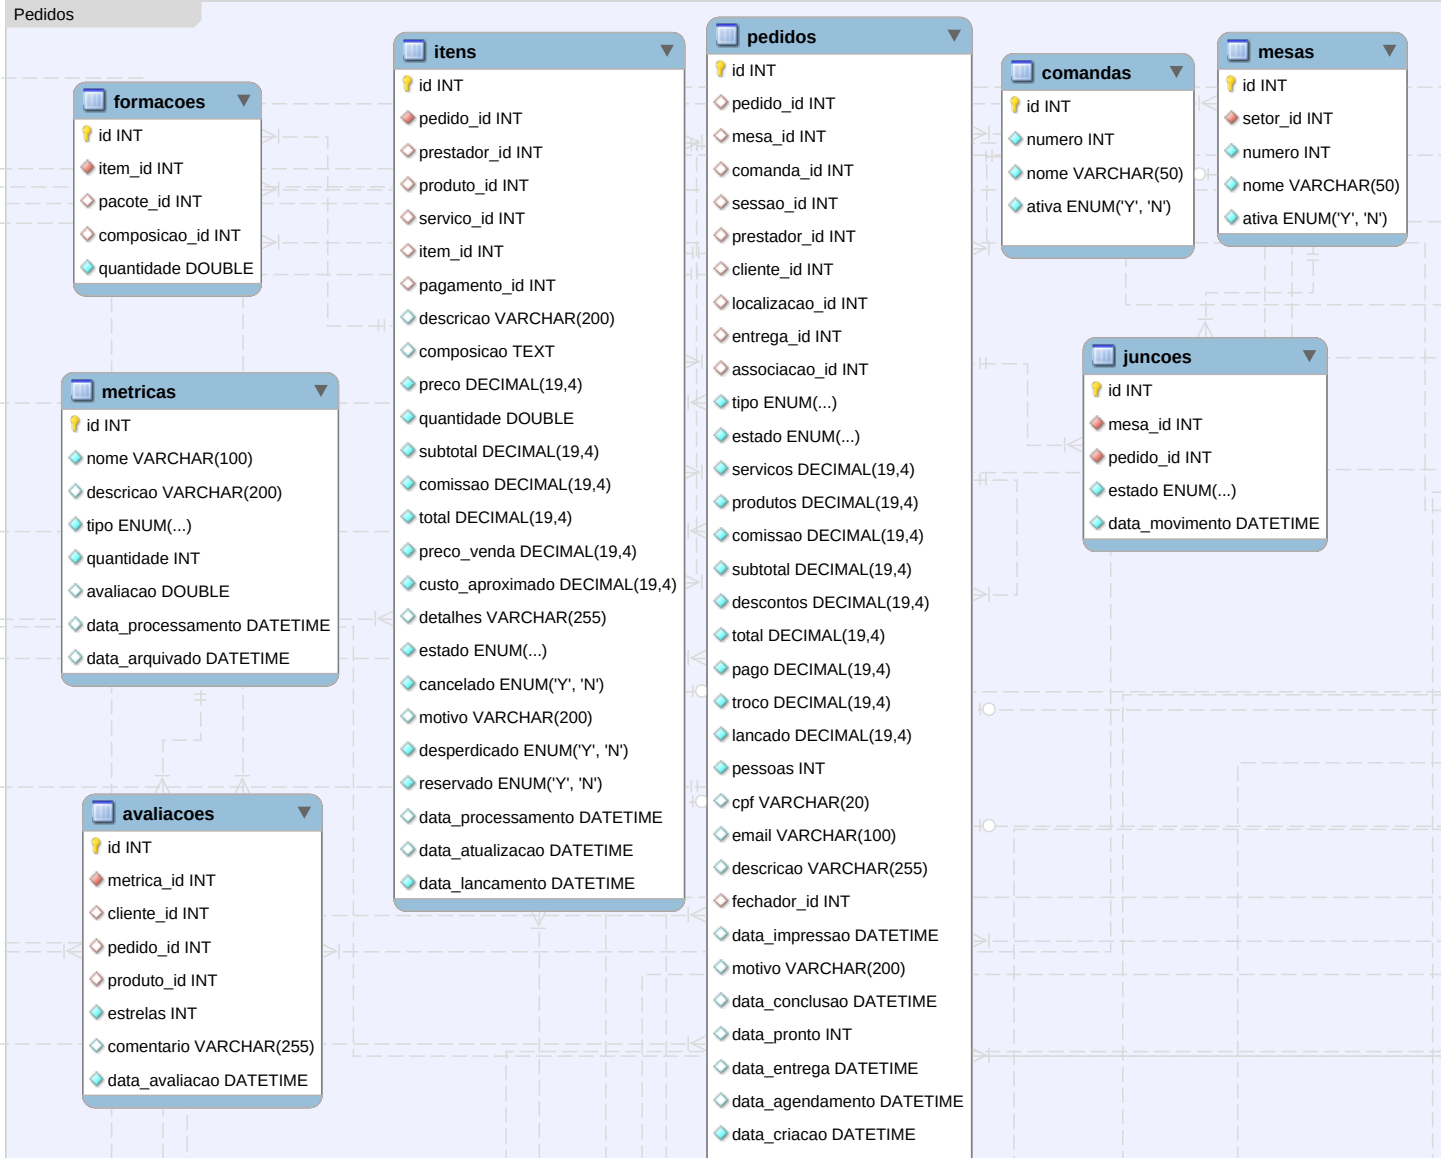 Pedidos
formacoes
id INT
item_id INT
pacote_id INT
composicao_id INT
quantidade DOUBLE
metricas
id INT
nome VARCHAR(100)
descricao VARCHAR(200)
tipo ENUM(...)
quantidade INT
avaliacao DOUBLE
data_processamento DATETIME
data_arquivado DATETIME
avaliacoes
id INT
metrica_id INT
cliente_id INT
pedido_id INT
produto_id INT
estrelas INT
comentario VARCHAR(255)
data_avaliacao DATETIME
itens
id INT
pedido_id INT
prestador_id INT
produto_id INT
servico_id INT
item_id INT
pagamento_id INT
descricao VARCHAR(200)
composicao TEXT
preco DECIMAL(19,4)
quantidade DOUBLE
subtotal DECIMAL(19,4)
comissao DECIMAL(19,4)
total DECIMAL(19,4)
preco_venda DECIMAL(19,4)
custo_aproximado DECIMAL(19,4)
detalhes VARCHAR(255)
estado ENUM(...)
cancelado ENUM('Y', 'N')
motivo VARCHAR(200)
desperdicado ENUM('Y', 'N')
reservado ENUM('Y', 'N')
data_processamento DATETIME
data_atualizacao DATETIME
data_lancamento DATETIME
pedidos
id INT
pedido_id INT
mesa_id INT
comanda_id INT
sessao_id INT
prestador_id INT
cliente_id INT
localizacao_id INT
entrega_id INT
associacao_id INT
tipo ENUM(...)
estado ENUM(...)
servicos DECIMAL(19,4)
produtos DECIMAL(19,4)
comissao DECIMAL(19,4)
subtotal DECIMAL(19,4)
descontos DECIMAL(19,4)
total DECIMAL(19,4)
pago DECIMAL(19,4)
troco DECIMAL(19,4)
lancado DECIMAL(19,4)
pessoas INT
cpf VARCHAR(20)
email VARCHAR(100)
descricao VARCHAR(255)
fechador_id INT
data_impressao DATETIME
motivo VARCHAR(200)
data_conclusao DATETIME
data_pronto INT
data_entrega DATETIME
data_agendamento DATETIME
data_criacao DATETIME
comandas
id INT
numero INT
nome VARCHAR(50)
ativa ENUM('Y', 'N')
mesas
id INT
setor_id INT
numero INT
nome VARCHAR(50)
ativa ENUM('Y', 'N')
juncoes
id INT
mesa_id INT
pedido_id INT
estado ENUM(...)
data_movimento DATETIME